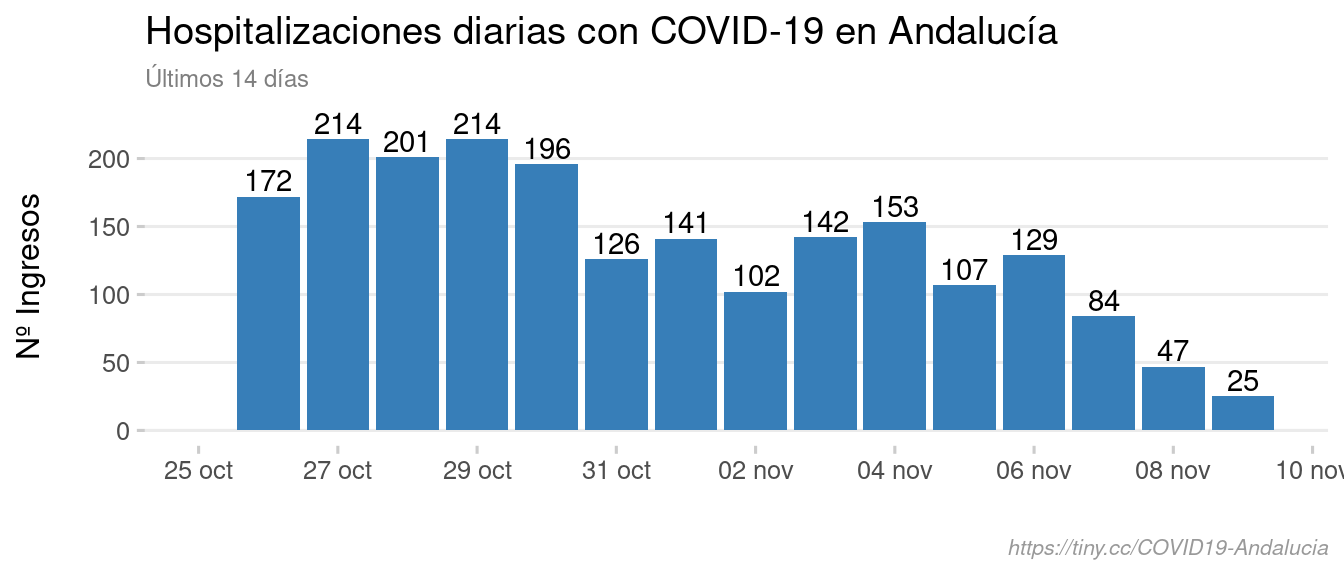 Hospitalizaciones diarias con COVID-19 en Andalucía
Últimos 14 días
Nº Ingresos
200
150
100
50
0
172
214
201
214
196
126
141
102
142
153
107
129
84
47
25
25 oct
27 oct
29 oct
31 oct
02 nov
04 nov
06 nov
08 nov
10 nov
https://tiny.cc/COVID19-Andalucia